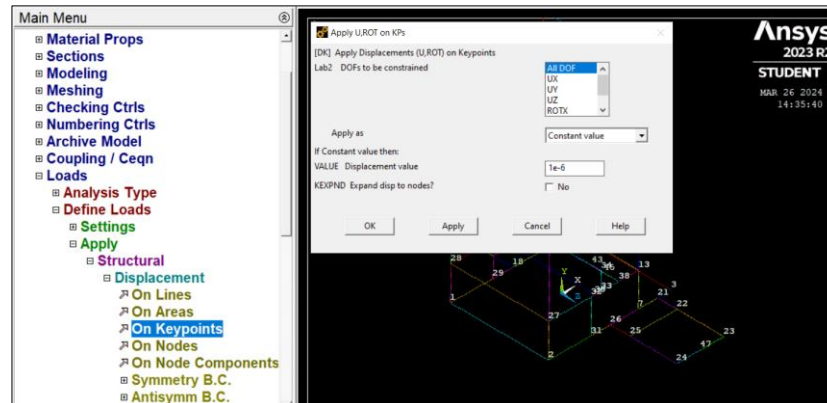 Main Menu
Material Props
Sections
Modeling
Meshing
Checking Ctrls
Numbering Ctrls
Archive Model
Coupling / Ceqn
Loads
Analysis Type
Define Loads
Settings
Apply
Structural
Displacement
On Lines
On Areas
On Keypoints
On Nodes
On Node Components
Symmetry B.C.
Antisymm B.C.
Apply U,ROT on KPs
[DK] Apply Displacements (U,ROT) on Keypoints
Lab2 DOFs to be constrained
All DOF
UX
UY
UZ
ROTX
Apply as
Constant value
If Constant value then:
VALUE Displacement value
1e-6
KEXPND Expand disp to nodes?
No
OK
Apply
Cancel
Help
Ansys
2023 R
STUDENT
MAR 26 2024
14:35:40
28
18
29
1
27
2
31
43
38
13
3
21
7
22
26
25
23
47
24
Y
X
Z